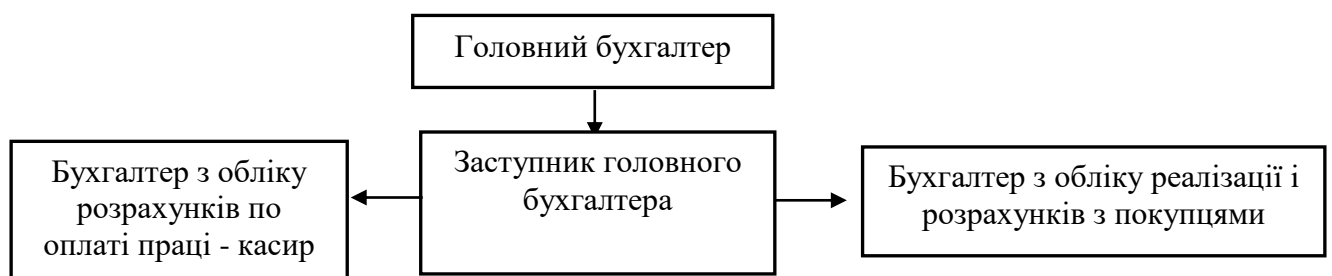 Головний бухгалтер
Заступник головного
бухгалтера
Бухгалтер з обліку
розрахунків по
оплаті праці - касир
Бухгалтер з обліку реалізації і
розрахунків з покупцями